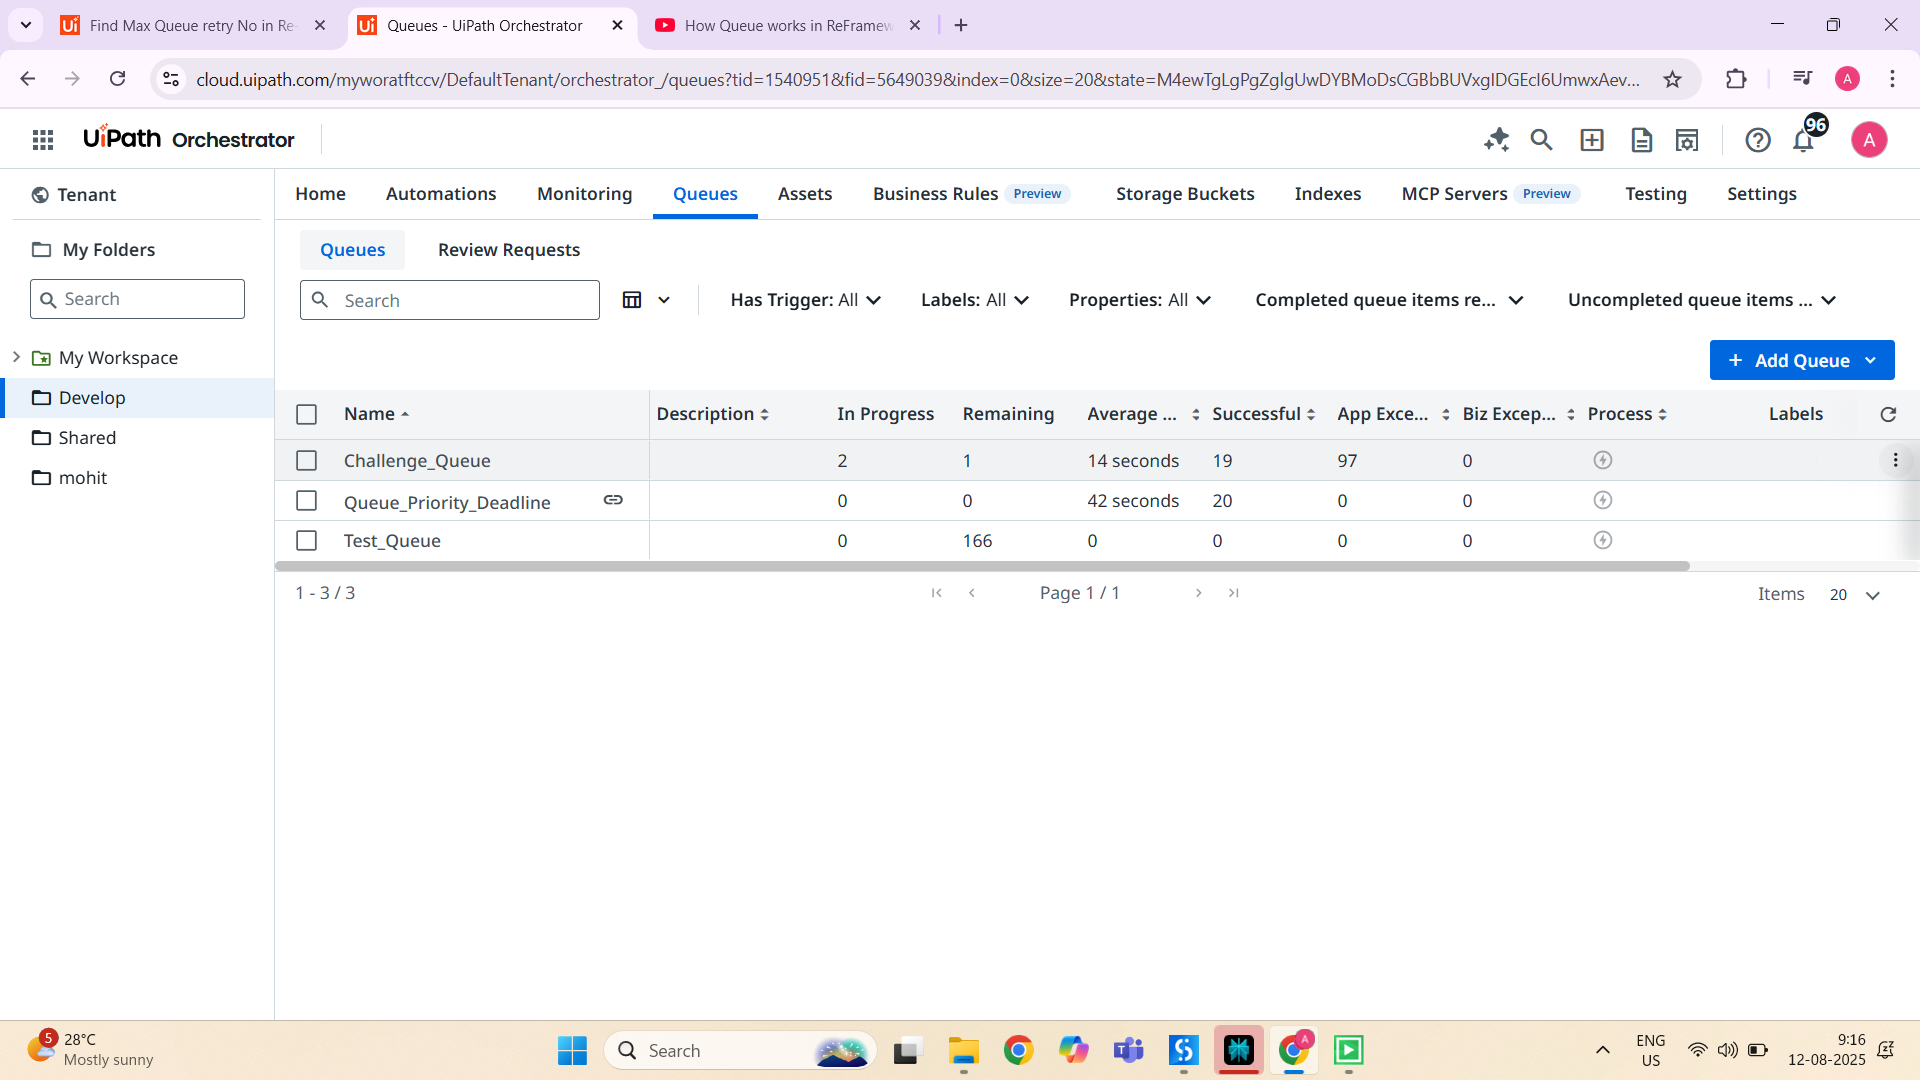 Find Max Queue retry No in Re-
Queues - UiPath Orchestrator
How Queue works in ReFramew
cloud.uipath.com/myworatftccv/DefaultTenant/orchestrator_/queues?tid=1540951&fid=5649039&index=0&size=20&state=M4ewTgLgPgZglgUwDYBMoDsCGBbBUVxgIDGEcI6UmwxAev...
A
UiPath Orchestrator
96
A
Tenant
Home Automations Monitoring Queues Assets Business Rules Preview Storage Buckets Indexes MCP Servers Preview Testing Settings
My Folders
Queues Review Requests
Search
Search
Has Trigger: All Labels: All Properties: All Completed queue items re... Uncompleted queue items ...
My Workspace
Develop
Shared
mohit
+ Add Queue
Name Description In Progress Remaining Average ... Successful App Exce... Biz Excep... Process Labels
Challenge_Queue 2 1 14 seconds 19 97 0
Queue_Priority_Deadline 0 0 42 seconds 20 0 0
Test_Queue 0 166 0 0 0 0
1 - 3 / 3
Page 1 / 1
Items 20
5
28°C
Mostly sunny
Search
A
ENG
US
9:16
12-08-2025